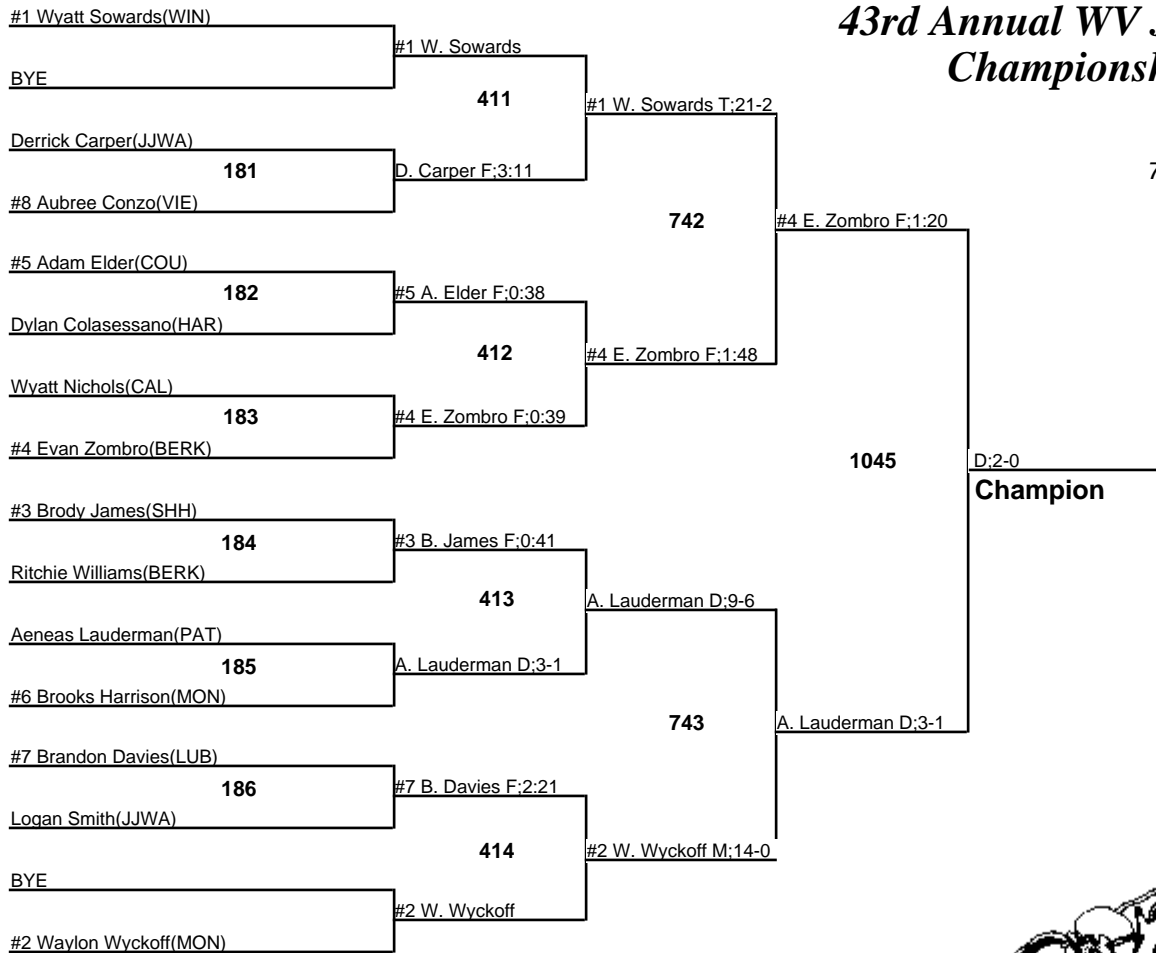 #1 Wyatt Sowards(WIN)
BYE
Derrick Carper(JJWA)
181
#8 Aubree Conzo(VIE)
#5 Adam Elder(COU)
182
Dylan Colasessano(HAR)
Wyatt Nichols(CAL)
183
#4 Evan Zombro(BERK)
#3 Brody James(SHH)
184
Ritchie Williams(BERK)
Aeneas Lauderman(PAT)
185
#6 Brooks Harrison(MON)
#7 Brandon Davies(LUB)
186
Logan Smith(JJWA)
BYE
#2 Waylon Wyckoff(MON)
#1 W. Sowards
411
D. Carper F;3:11
#5 A. Elder F;0:38
412
#4 E. Zombro F;0:39
#3 B. James F;0:41
413
A. Lauderman D;3-1
#7 B. Davies F;2:21
414
#2 W. Wyckoff
#1 W. Sowards T;21-2
742
#4 E. Zombro F;1:48
A. Lauderman D;9-6
743
#2 W. Wyckoff M;14-0
#4 E. Zombro F;1:20
1045
A. Lauderman D;3-1
D;2-0
Champion
43rd Annual WV
Championsh
7